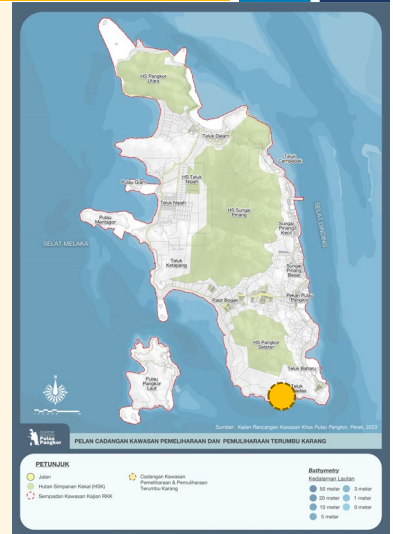 HS Pangkor
Utara
Teluk Dalam
Teluk
Cempedak
Pulau Giam
HS Teluk
Nipah
Teluk Nipah
HS Sungai
Pinang
Pulau
Mentagor
Sungai
Pinang
Kecil
SELAT DINDING
SELAT MELAKA
Teluk
Ketapang
Sungai
Pinang
Besar
Pasir Bogak
Pekan Pulau
Pangkor
HS Pangkor
Selatan
Teluk Baharu
Pulau
Pangkor
Laut
Teluk
Sumber: Kajian Rancangan Kawasan Khas Pulau Pangkor, Perak, 2023
Pulau
Pangkor
PELAN CADANGAN KAWASAN PEMELIHARAAN DAN PEMULIHARAAN TERUMBU KARANG
PETUNJUK
Jalan
Hutan Simpanan Kekal (HSK)
Sempadan Kawasan Kajian RKK
Cadangan Kawasan
Pemeliharaan & Pemuliharaan
Terumbu Karang
Bathymetry
Kedalaman Lautan
50 meter
3 meter
20 meter
1 meter
10 meter
0 meter
5 meter